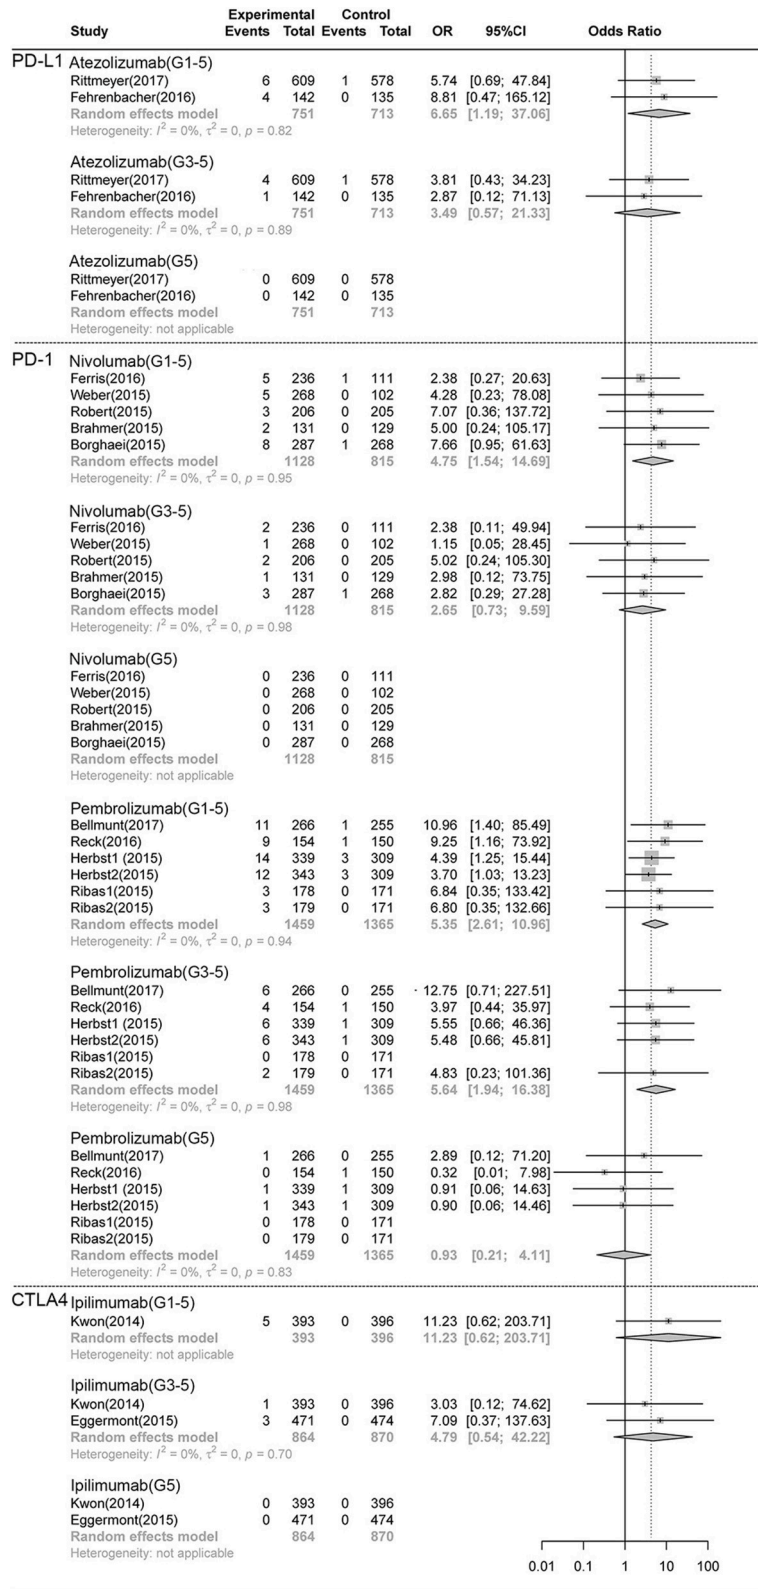 Experimental Control
Study Events Total Events Total OR 95%CI Odds Ratio
PD-L1 Atezolizumab(G1-5)
Rittmeyer(2017) 6 609 1 578 5.74 [0.69; 47.84]
Fehrenbacher(2016) 4 142 0 135 8.81 [0.47; 165.12]
Random effects model 751 713 6.65 [1.19; 37.06]
Heterogeneity: I² = 0%, τ² = 0, p = 0.82
Atezolizumab(G3-5)
Rittmeyer(2017) 4 609 1 578 3.81 [0.43; 34.23]
Fehrenbacher(2016) 1 142 0 135 2.87 [0.12; 71.13]
Random effects model 751 713 3.49 [0.57; 21.33]
Heterogeneity: I² = 0%, τ² = 0, p = 0.89
Atezolizumab(G5)
Rittmeyer(2017) 0 609 0 578
Fehrenbacher(2016) 0 142 0 135
Random effects model 751 713
Heterogeneity: not applicable
PD-1 Nivolumab(G1-5)
Ferris(2016) 5 236 1 111 2.38 [0.27; 20.63]
Weber(2015) 5 268 0 102 4.28 [0.23; 78.08]
Robert(2015) 3 206 0 205 7.07 [0.36; 137.72]
Brahmer(2015) 2 131 0 129 5.00 [0.24; 105.17]
Borghaei(2015) 8 287 1 268 7.66 [0.95; 61.63]
Random effects model 1128 815 4.75 [1.54; 14.69]
Heterogeneity: I² = 0%, τ² = 0, p = 0.95
Nivolumab(G3-5)
Ferris(2016) 2 236 0 111 2.38 [0.11; 49.94]
Weber(2015) 1 268 0 102 1.15 [0.05; 28.45]
Robert(2015) 2 206 0 205 5.02 [0.24; 105.30]
Brahmer(2015) 1 131 0 129 2.98 [0.12; 73.75]
Borghaei(2015) 3 287 1 268 2.82 [0.29; 27.28]
Random effects model 1128 815 2.65 [0.73; 9.59]
Heterogeneity: I² = 0%, τ² = 0, p = 0.98
Nivolumab(G5)
Ferris(2016) 0 236 0 111
Weber(2015) 0 268 0 102
Robert(2015) 0 206 0 205
Brahmer(2015) 0 131 0 129
Borghaei(2015) 0 287 0 268
Random effects model 1128 815
Heterogeneity: not applicable
Pembrolizumab(G1-5)
Bellmunt(2017) 11 266 1 255 10.96 [1.40; 85.49]
Reck(2016) 9 154 1 150 9.25 [1.16; 73.92]
Herbst1 (2015) 14 339 3 309 4.39 [1.25; 15.44]
Herbst2(2015) 12 343 3 309 3.70 [1.03; 13.23]
Ribas1(2015) 3 178 0 171 6.84 [0.35; 133.42]
Ribas2(2015) 3 179 0 171 6.80 [0.35; 132.66]
Random effects model 1459 1365 5.35 [2.61; 10.96]
Heterogeneity: I² = 0%, τ² = 0, p = 0.94
Pembrolizumab(G3-5)
Bellmunt(2017) 6 266 0 255 12.75 [0.71; 227.51]
Reck(2016) 4 154 1 150 3.97 [0.44; 35.97]
Herbst1 (2015) 6 339 1 309 5.55 [0.66; 46.36]
Herbst2(2015) 6 343 1 309 5.48 [0.66; 45.81]
Ribas1(2015) 0 178 0 171
Ribas2(2015) 2 179 0 171 4.83 [0.23; 101.36]
Random effects model 1459 1365 5.64 [1.94; 16.38]
Heterogeneity: I² = 0%, τ² = 0, p = 0.98
Pembrolizumab(G5)
Bellmunt(2017) 1 266 0 255 2.89 [0.12; 71.20]
Reck(2016) 0 154 1 150 0.32 [0.01; 7.98]
Herbst1 (2015) 1 339 1 309 0.91 [0.06; 14.63]
Herbst2(2015) 1 343 1 309 0.90 [0.06; 14.46]
Ribas1(2015) 0 178 0 171
Ribas2(2015) 0 179 0 171
Random effects model 1459 1365 0.93 [0.21; 4.11]
Heterogeneity: I² = 0%, τ² = 0, p = 0.83
CTLA4 Ipilimumab(G1-5)
Kwon(2014) 5 393 0 396 11.23 [0.62; 203.71]
Random effects model 393 396 11.23 [0.62; 203.71]
Heterogeneity: not applicable
Ipilimumab(G3-5)
Kwon(2014) 1 393 0 396 3.03 [0.12; 74.62]
Eggermont(2015) 3 471 0 474 7.09 [0.37; 137.63]
Random effects model 864 870 4.79 [0.54; 42.22]
Heterogeneity: I² = 0%, τ² = 0, p = 0.70
Ipilimumab(G5)
Kwon(2014) 0 393 0 396
Eggermont(2015) 0 471 0 474
Random effects model 864 870
Heterogeneity: not applicable
0.01 0.1 1 10 100